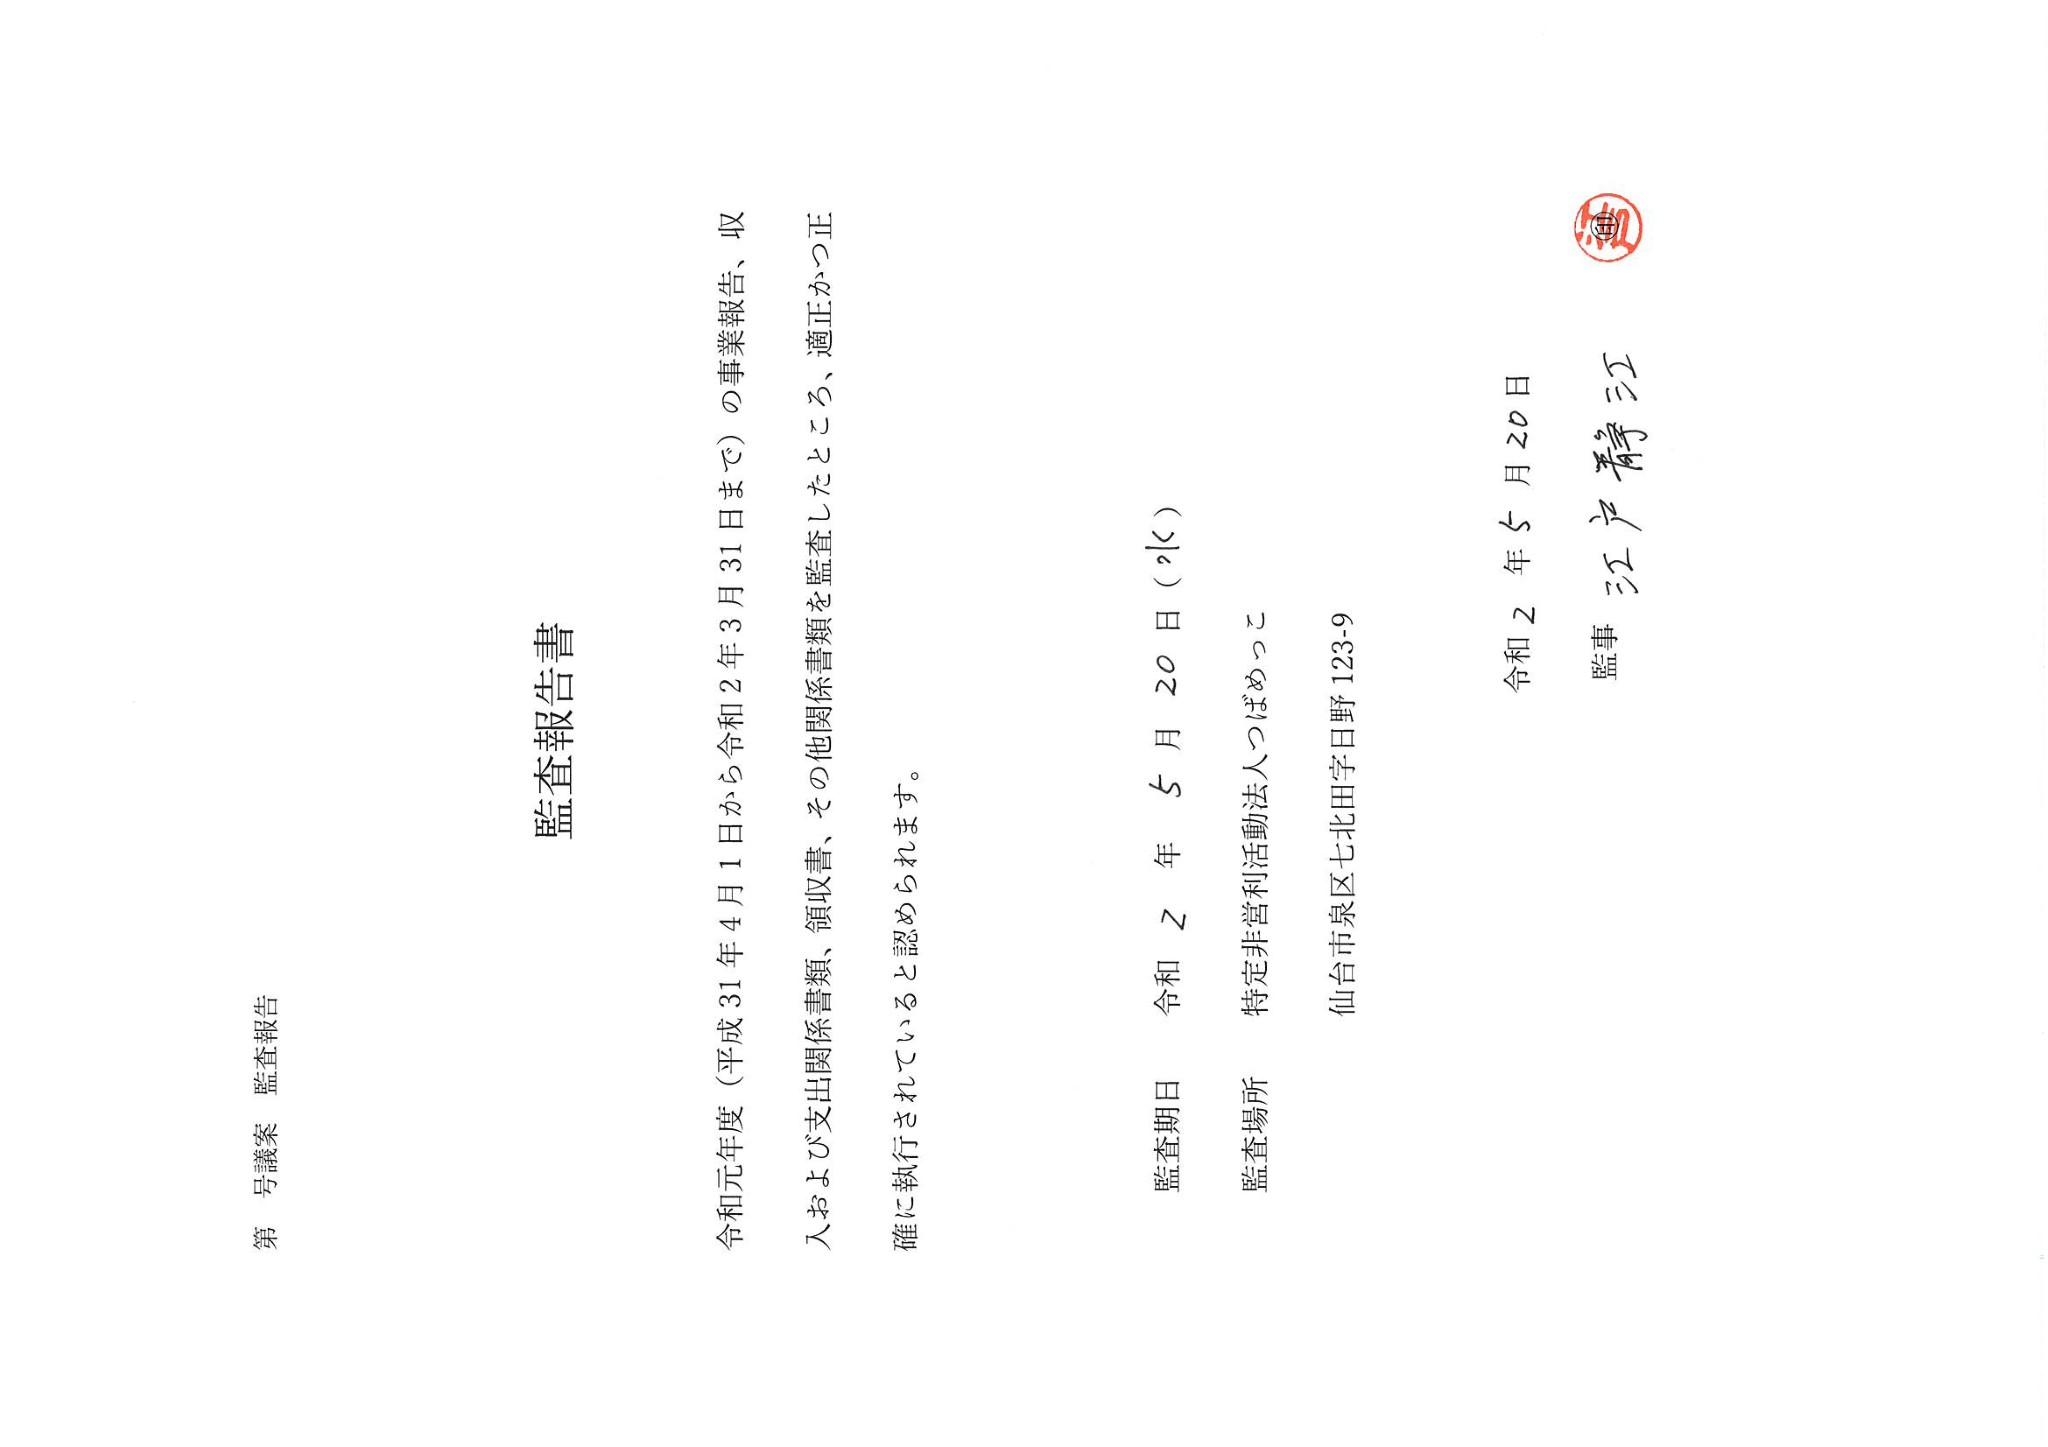 第　号議案　監査報告
監査報告書
令和元年度（平成31年4月1日から令和2年3月31日まで）の事業報告、収
入および支出関係書類、領収書、その他関係書類を監査したところ、適正かつ正
確に執行されていると認められます。
監査期日　令和 2 年 5 月 20 日（水）
監査場所　特定非営利活動法人つばめっこ
仙台市泉区七北田字日野 123-9
令和 2 年 5 月 20日
監事　江戸静江　㊞